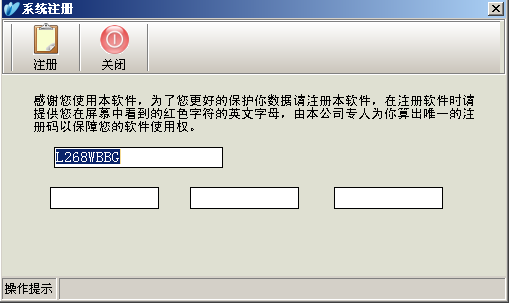 系统注册
注册 关闭
感谢您使用本软件，为了您更好的保护你数据请注册本软件，在注册软件时请
提供您在屏幕中看到的红色字符的英文字母，由本公司专人为你算出唯一的注
册码以保障您的软件使用权。
L268WBBG
操作提示